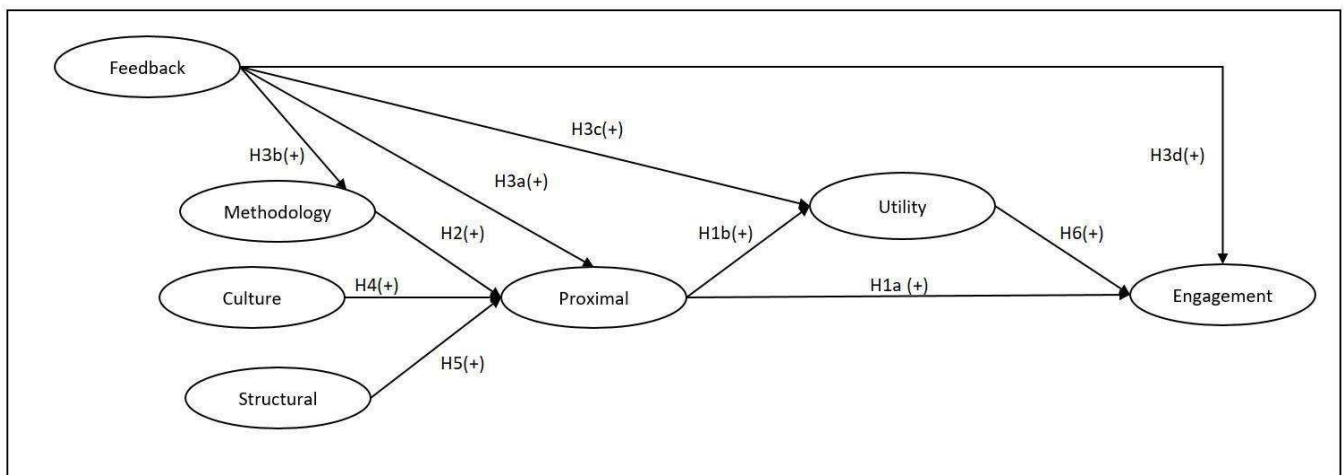 Feedback
H3c(+)
H3b(+)
H3d(+)
H3a(+)
Methodology
Utility
H2(+)
H1b(+)
H6(+)
H4(+)
H1a (+)
Culture
Proximal
Engagement
H5(+)
Structural